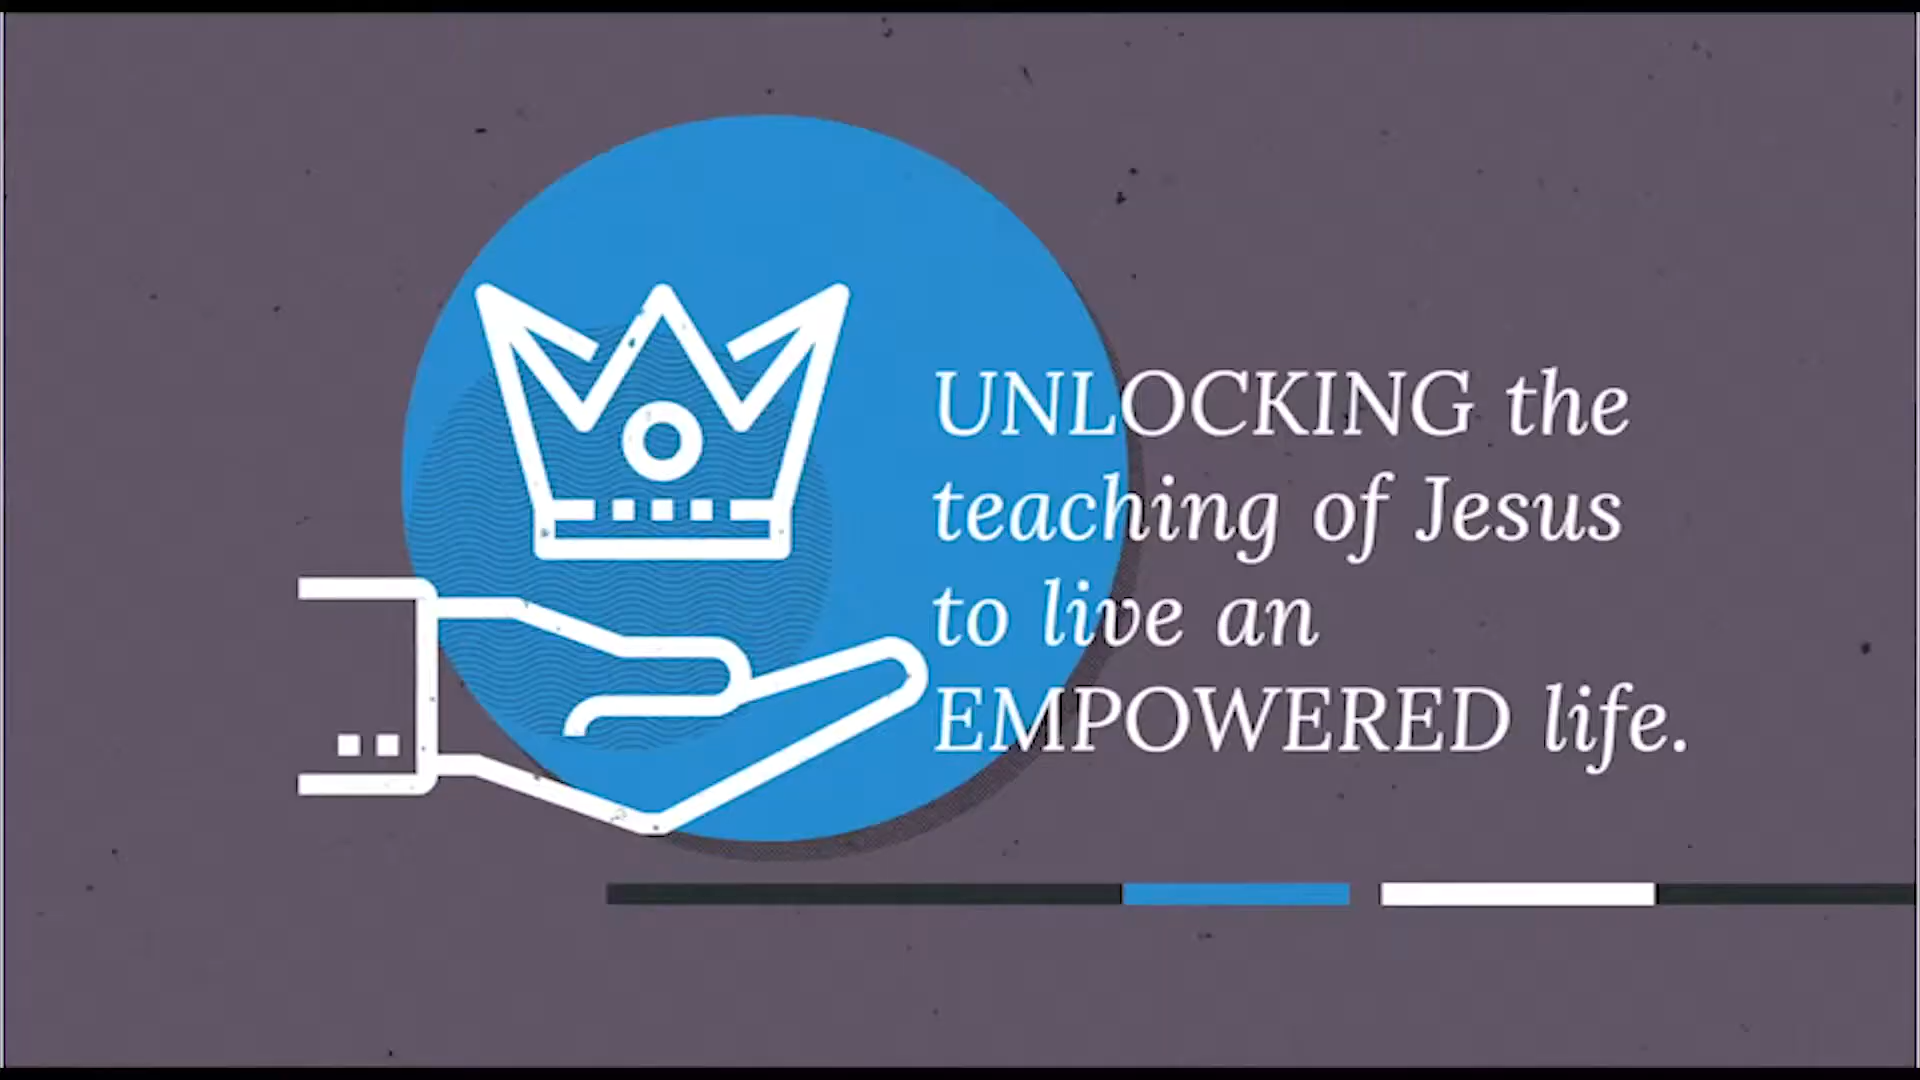 UNLOCKING the
teaching of Jesus
to live an
EMPOWERED life.